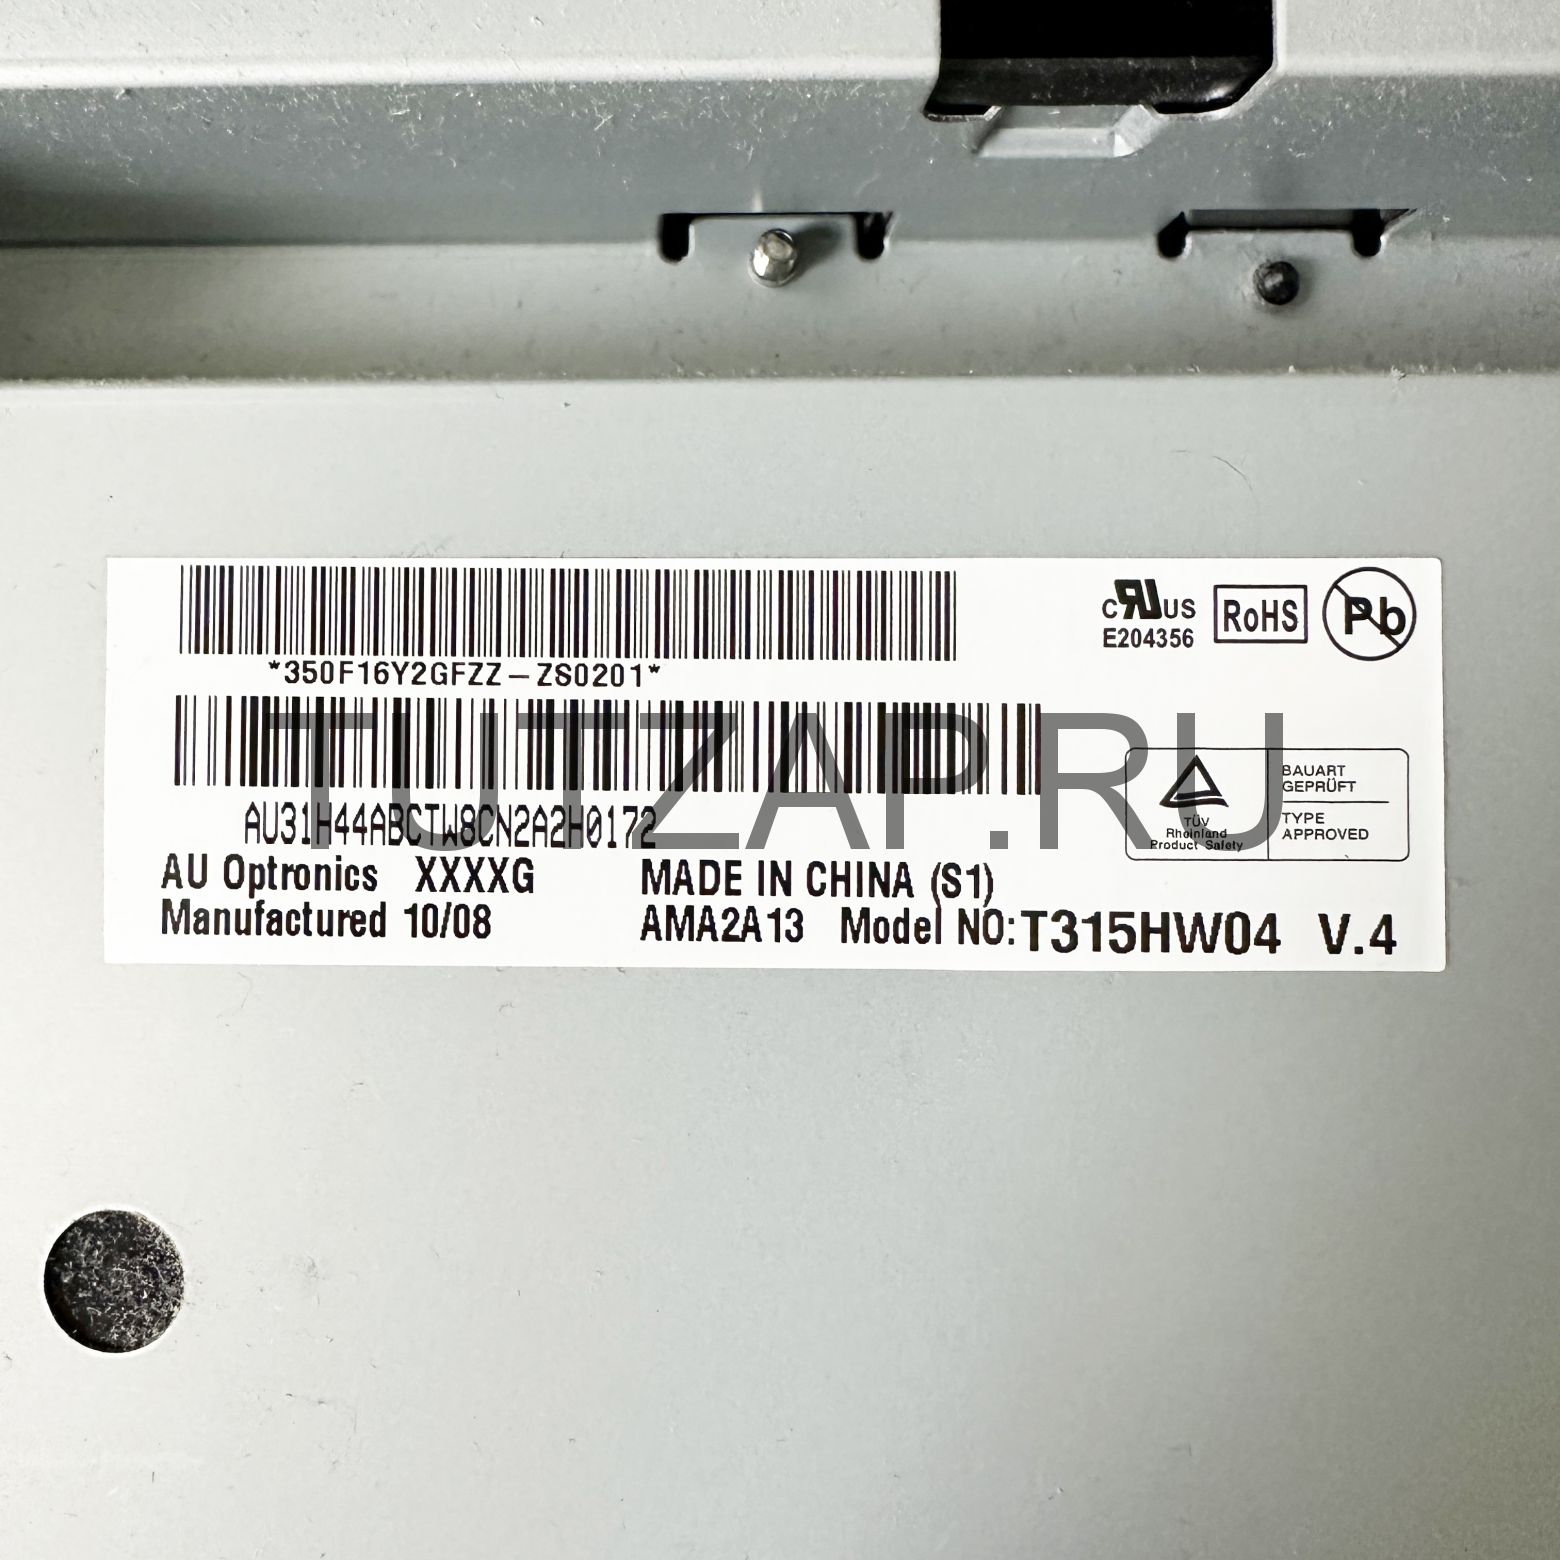 *350F16Y2GFZZ-ZS0201*
c RU US
E204356
RoHS
Pb
TUTZAP.RU
AU31H44ABCTW8CN2A2H0172
AU Optronics XXXXG MADE IN CHINA (S1)
Manufactured 10/08 AMA2A13 Model NO:T315HW04 V.4
TÜV
Rheinland
Product Safety
BAUART
GEPRÜFT
TYPE
APPROVED